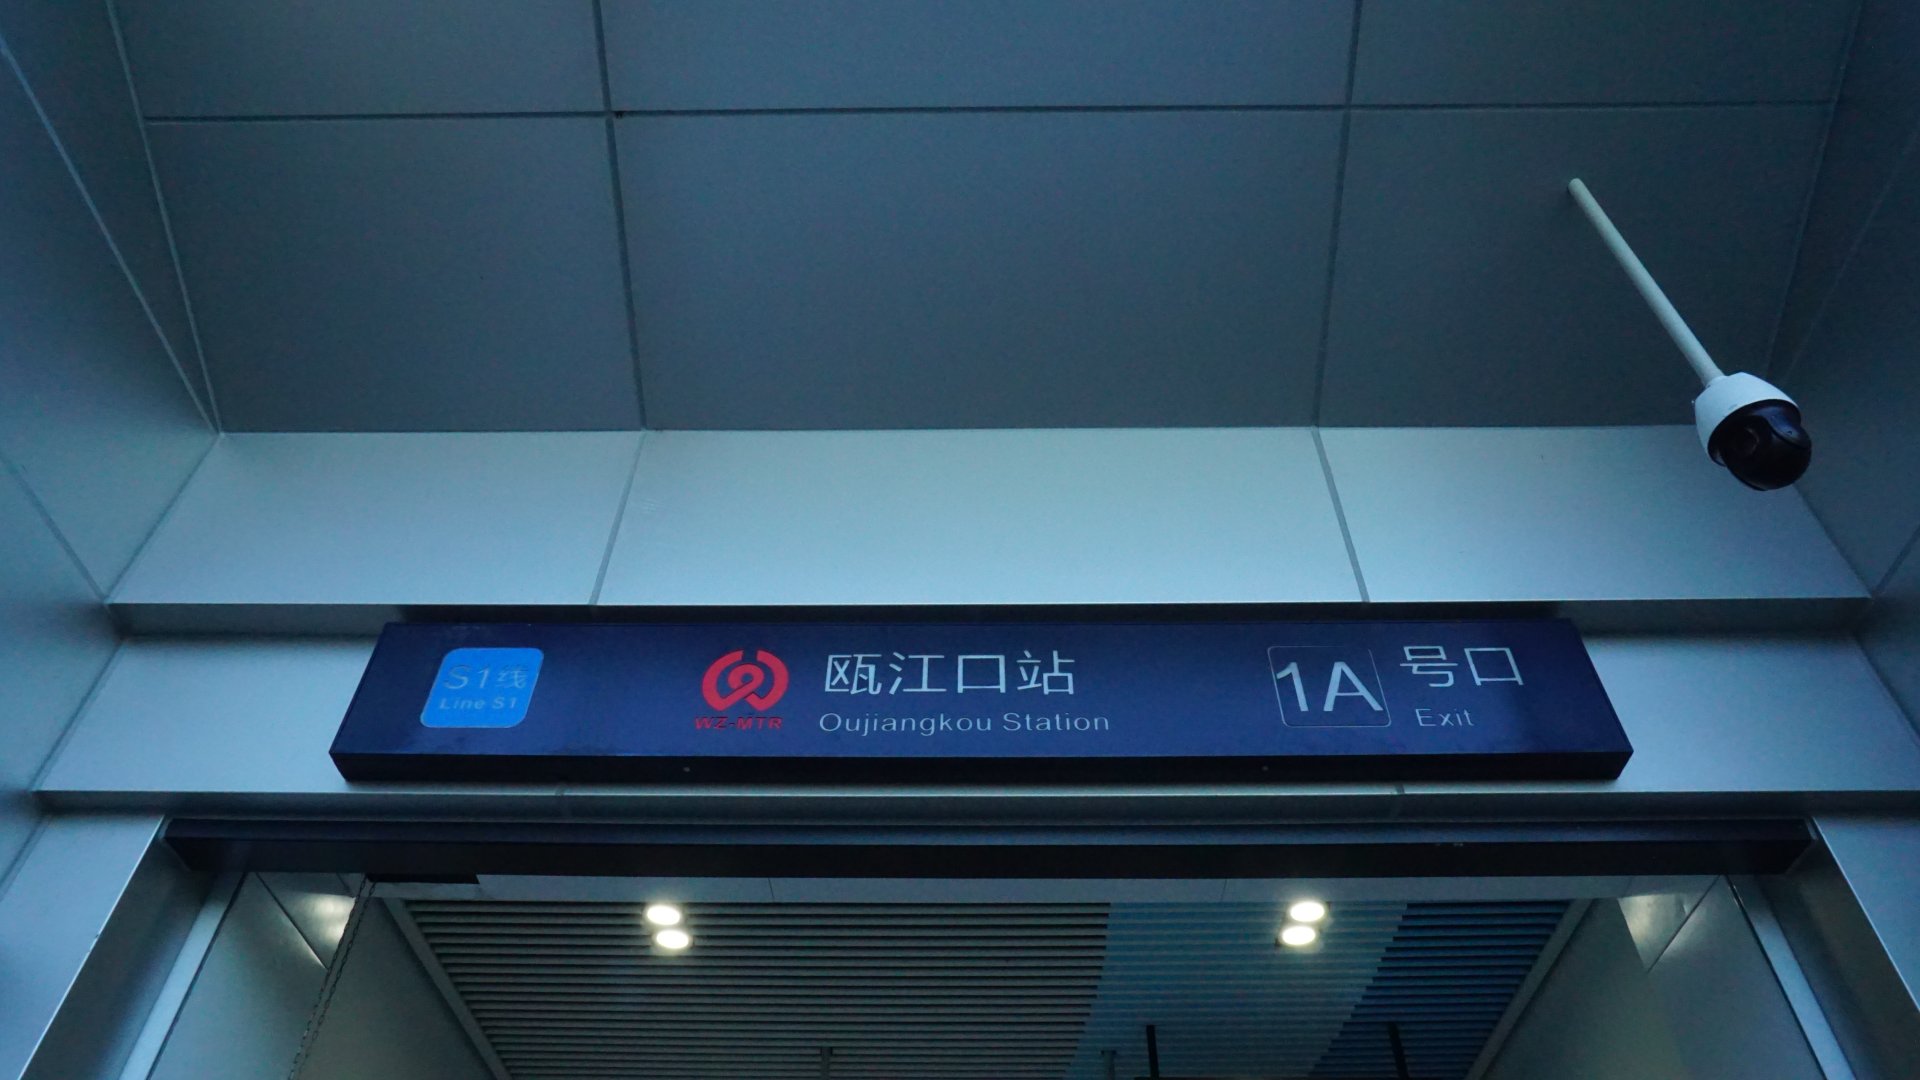 S1线
Line S1
WZ-MTR
瓯江口站
Oujiangkou Station
1A
号口
Exit